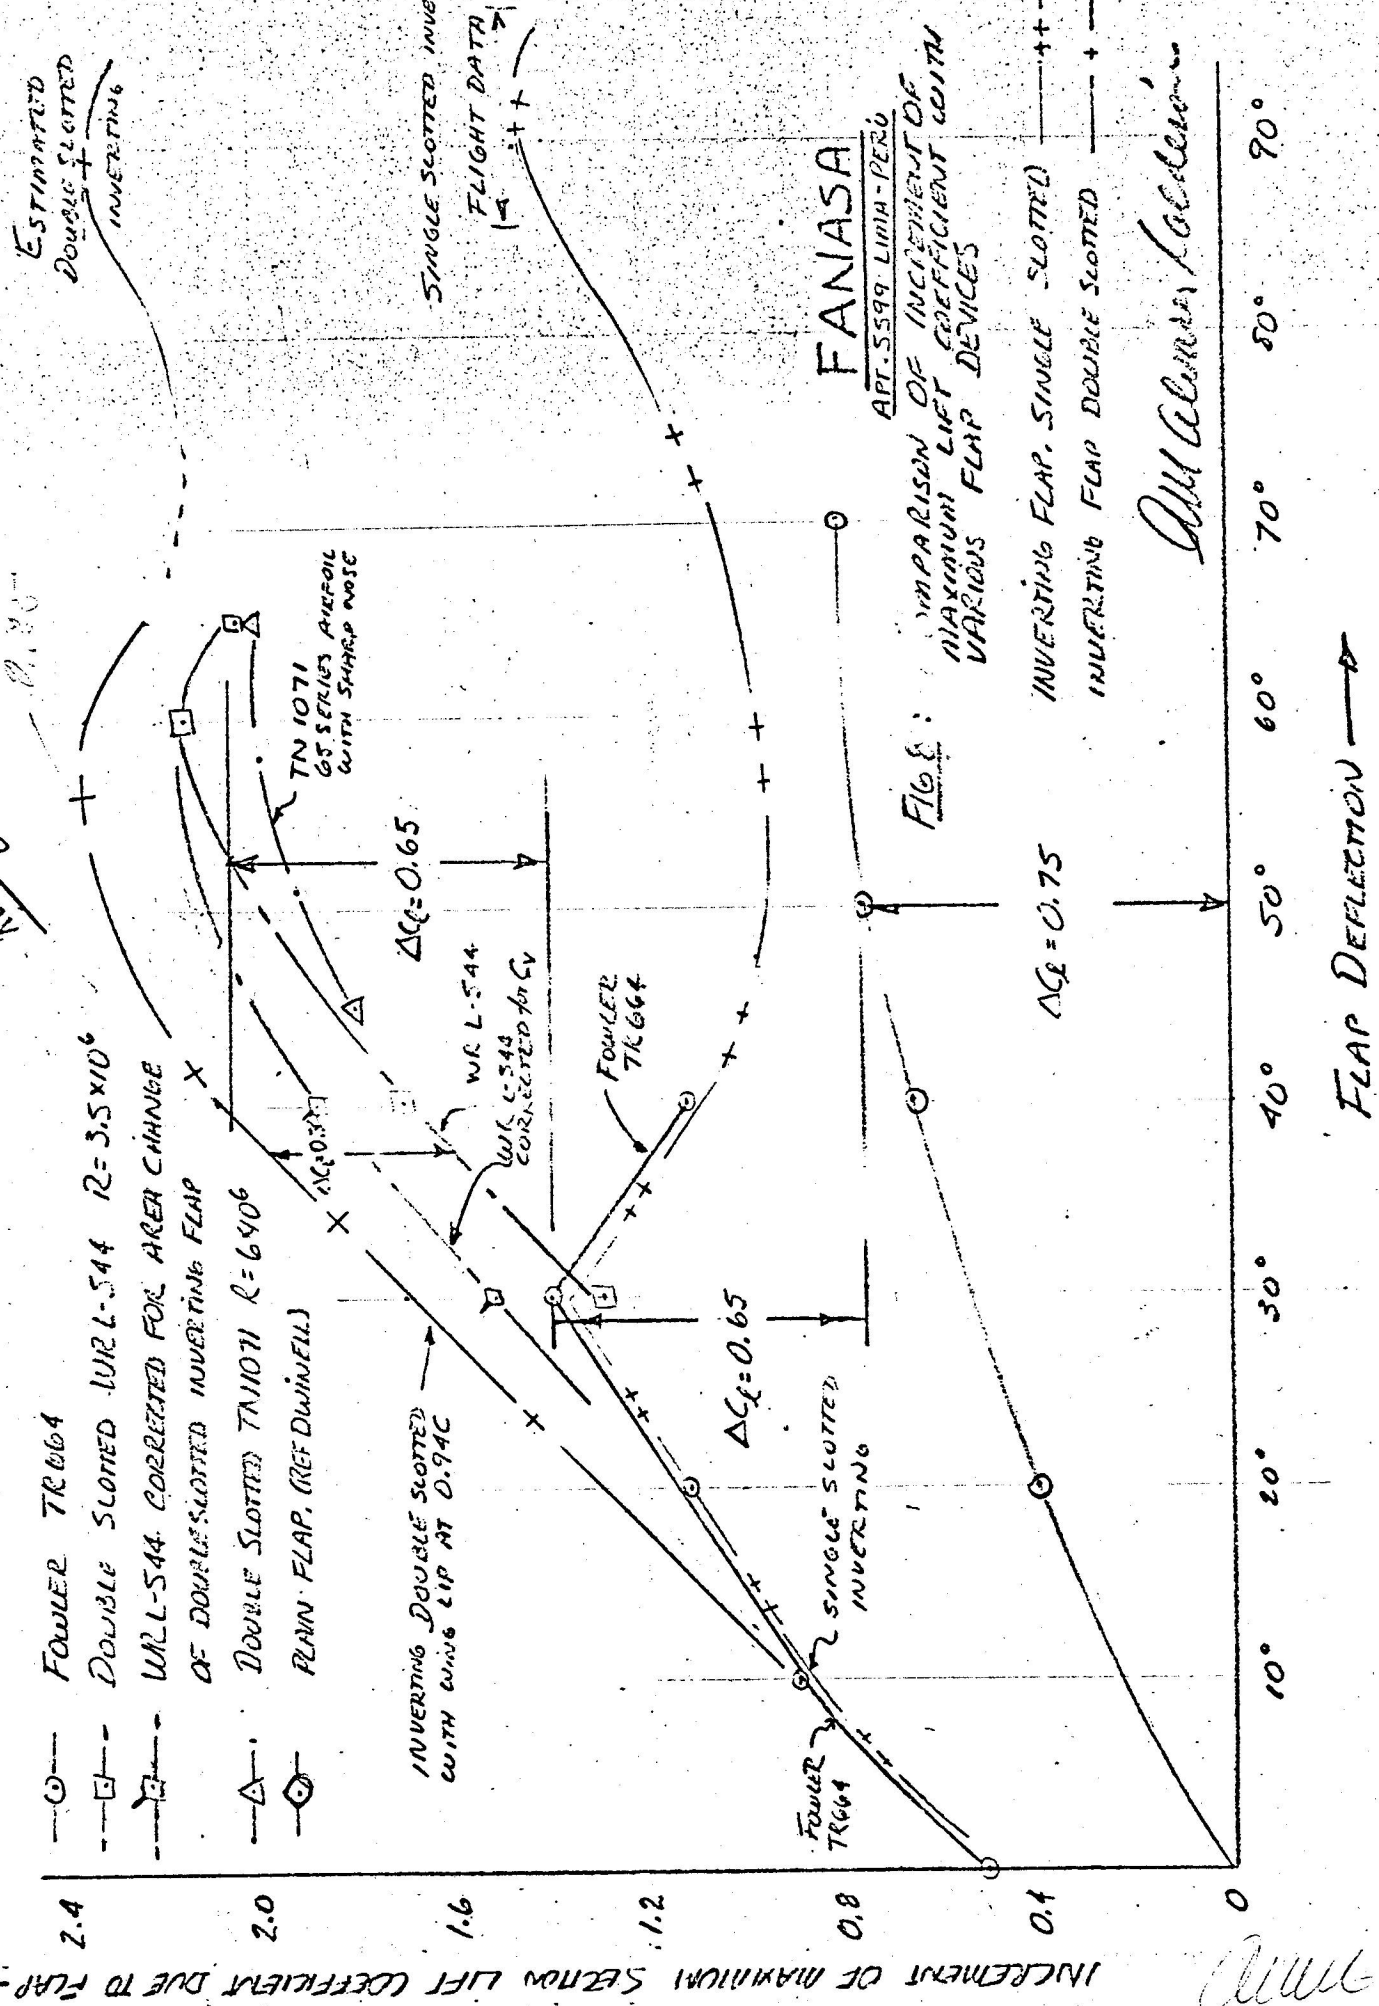 ESTIMATED
DOUBLE SLOTTED
INVERTING
SINGLE SLOTTED INVE
FLIGHT DATA
FOWLER TR664
DOUBLE SLOTTED WR L-544 R=3.5×10⁶
WR L-544 CORRECTED FOR AREA CHANGE
OF DOUBLE SLOTTED INVERTING FLAP
DOUBLE SLOTTED TN1071 R=6×10⁶
PLAIN FLAP. (REF DWINELL)
INVERTING DOUBLE SLOTTED
WITH WING LIP AT 0.94C
TN 1071
65 SERIES AIRFOIL
WITH SHARP NOSE
ΔCℓ=0.65
WR L-544
WR L-544
CORRECTED for Cv
FOWLER
TR664
ΔCℓ=0.65
SINGLE SLOTTED
INVERTING
FOWLER
TR664
ΔCℓ=0.75
FANASA
APT. 5599 LIMA-PERÚ
FIG 8:
MPARISON OF INCREMENT OF
MAXIMUM LIFT COEFFICIENT WITH
VARIOUS FLAP DEVICES
INVERTING FLAP. SINGLE SLOTTED
INVERTING FLAP DOUBLE SLOTTED
INCREMENT OF MAXIMUM SECTION LIFT COEFFICIENT DUE TO FLAP
2.4
2.0
1.6
1.2
0.8
0.4
0
10°
20°
30°
40°
50°
60°
70°
80°
90°
FLAP DEFLECTION